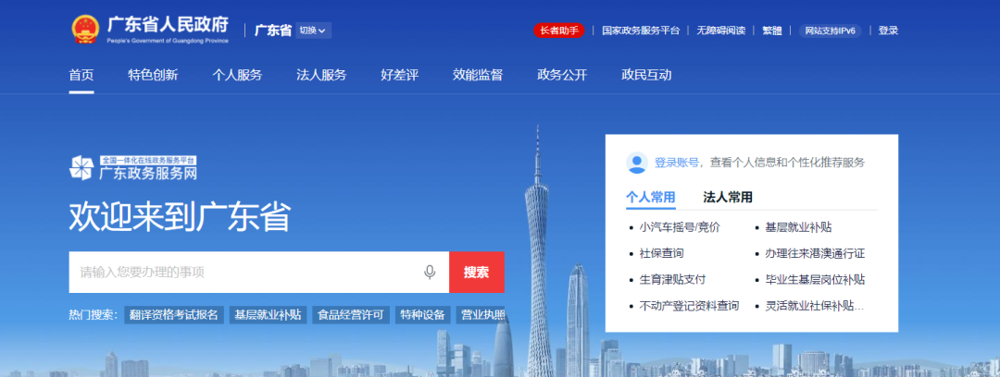 广东省人民政府
People's Government of Guangdong Province
广东省 切换
长者助手 国家政务服务平台 无障碍阅读 繁體 网站支持IPv6 登录
首页 特色创新 个人服务 法人服务 好差评 效能监督 政务公开 政民互动
全国一体化在线政务服务平台
广东政务服务网
欢迎来到广东省
请输入您要办理的事项 搜索
热门搜索: 翻译资格考试报名 基层就业补贴 食品经营许可 特种设备 营业执照
登录账号，查看个人信息和个性化推荐服务
个人常用 法人常用
小汽车摇号/竞价 基层就业补贴
社保查询 办理往来港澳通行证
生育津贴支付 毕业生基层岗位补贴
不动产登记资料查询 灵活就业社保补贴...